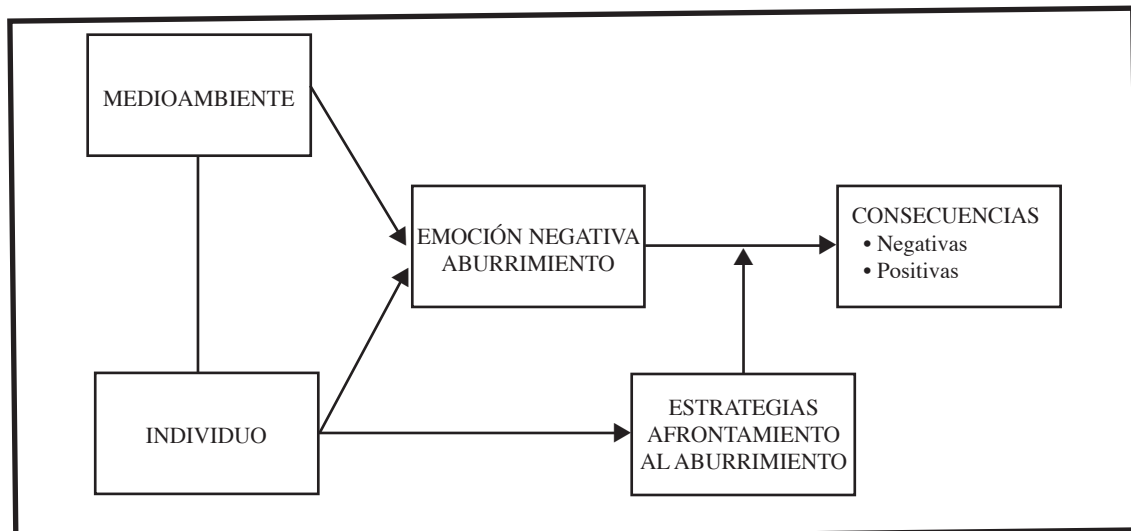 MEDIOAMBIENTE
EMOCIÓN NEGATIVA
ABURRIMIENTO
CONSECUENCIAS
• Negativas
• Positivas
INDIVIDUO
ESTRATEGIAS
AFRONTAMIENTO
AL ABURRIMIENTO